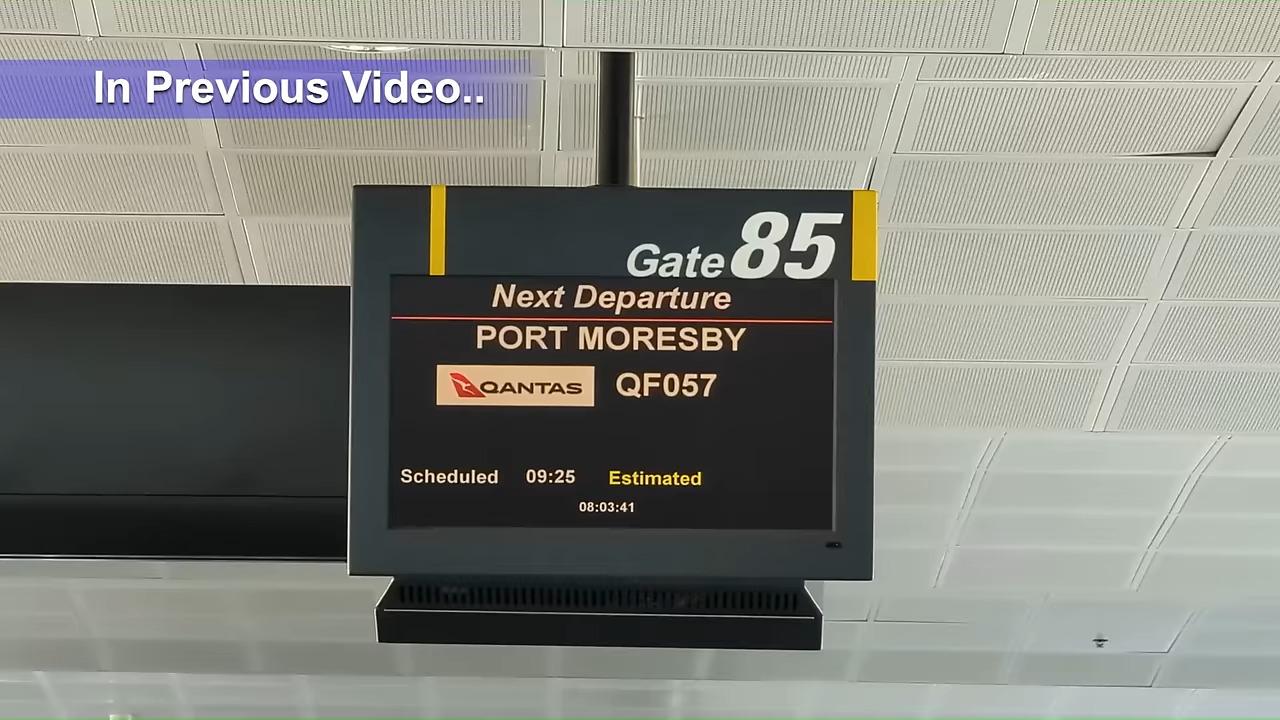 In Previous Video..
Gate 85
Next Departure
PORT MORESBY
QANTAS QF057
Scheduled 09:25 Estimated
08:03:41